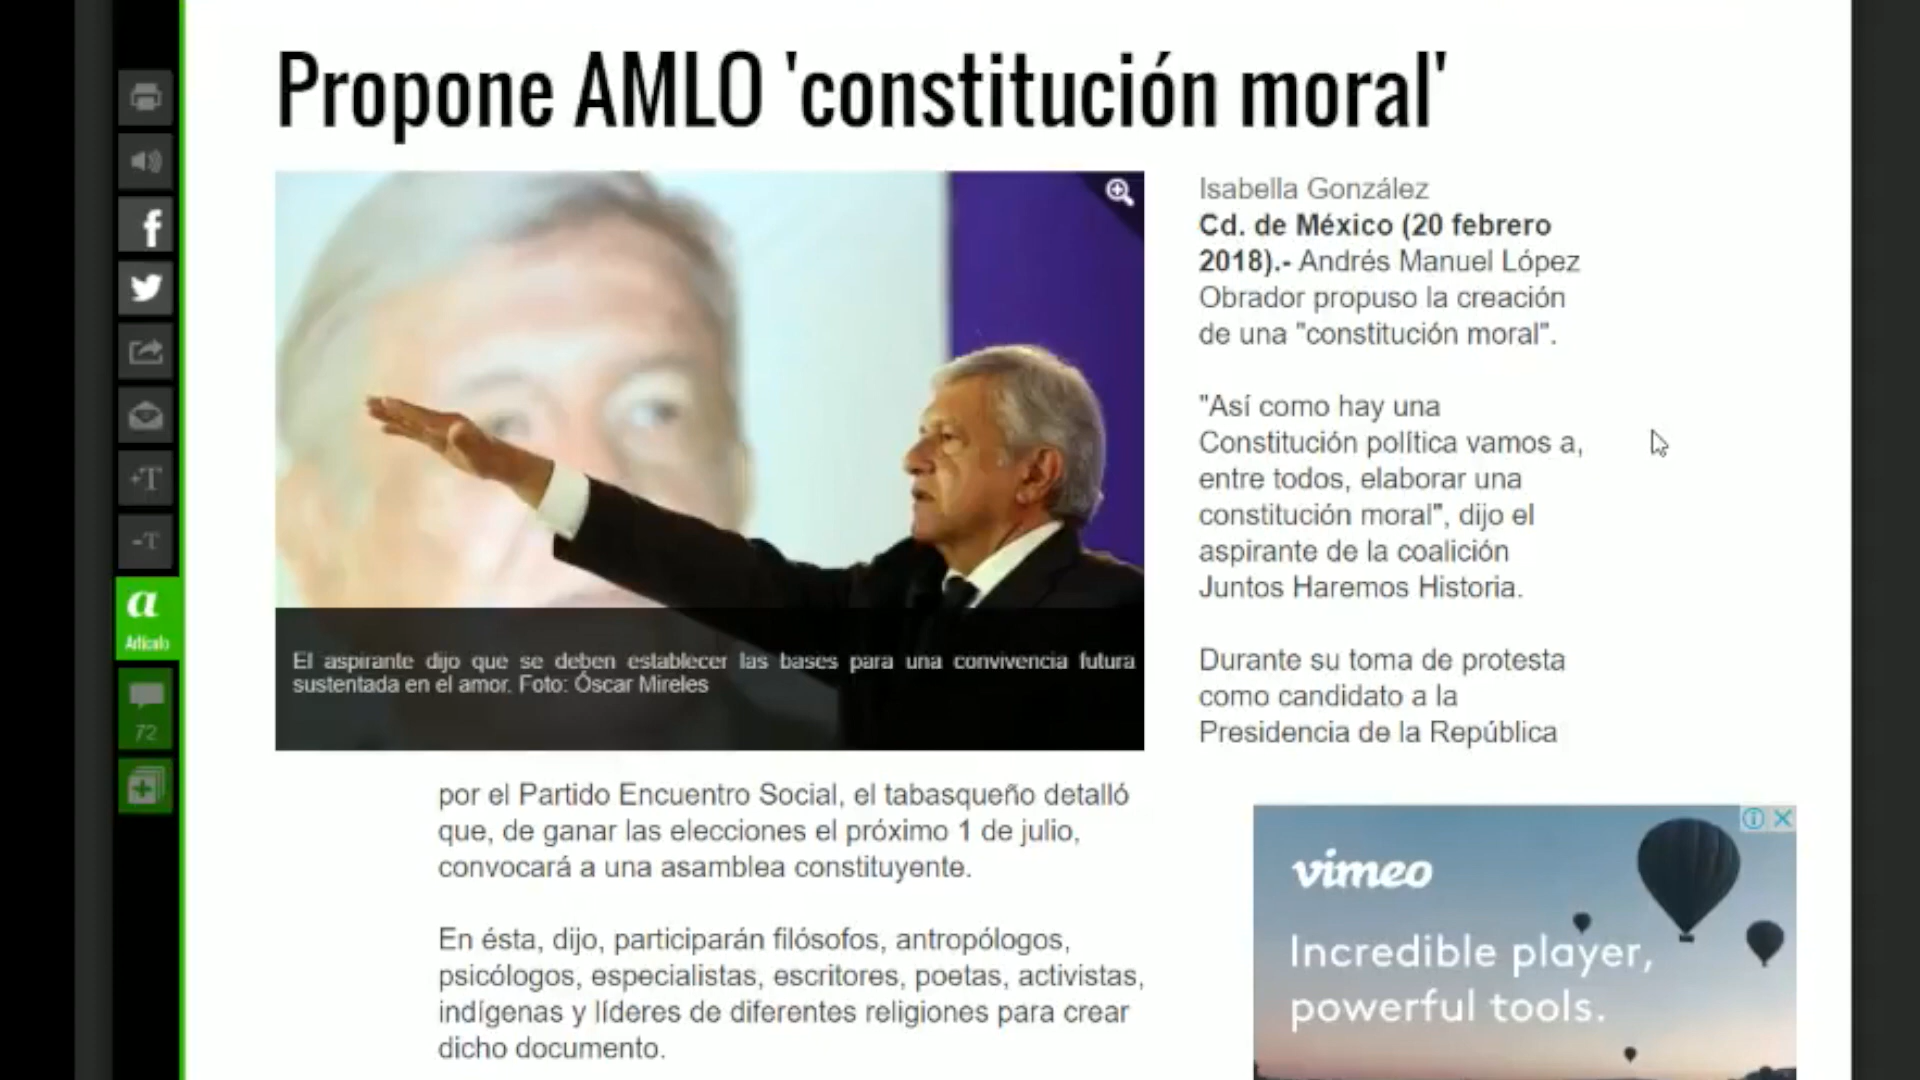 Propone AMLO 'constitución moral'
Isabella González
Cd. de México (20 febrero
2018).- Andrés Manuel López
Obrador propuso la creación
de una "constitución moral".
"Así como hay una
Constitución política vamos a,
entre todos, elaborar una
constitución moral", dijo el
aspirante de la coalición
Juntos Haremos Historia.
Durante su toma de protesta
como candidato a la
Presidencia de la República
El aspirante dijo que se deben establecer las bases para una convivencia futura
sustentada en el amor. Foto: Óscar Mireles
por el Partido Encuentro Social, el tabasqueño detalló
que, de ganar las elecciones el próximo 1 de julio,
convocará a una asamblea constituyente.
En ésta, dijo, participarán filósofos, antropólogos,
psicólogos, especialistas, escritores, poetas, activistas,
indígenas y líderes de diferentes religiones para crear
dicho documento.
+T
-T
a
Artículo
72
vimeo
Incredible player,
powerful tools.